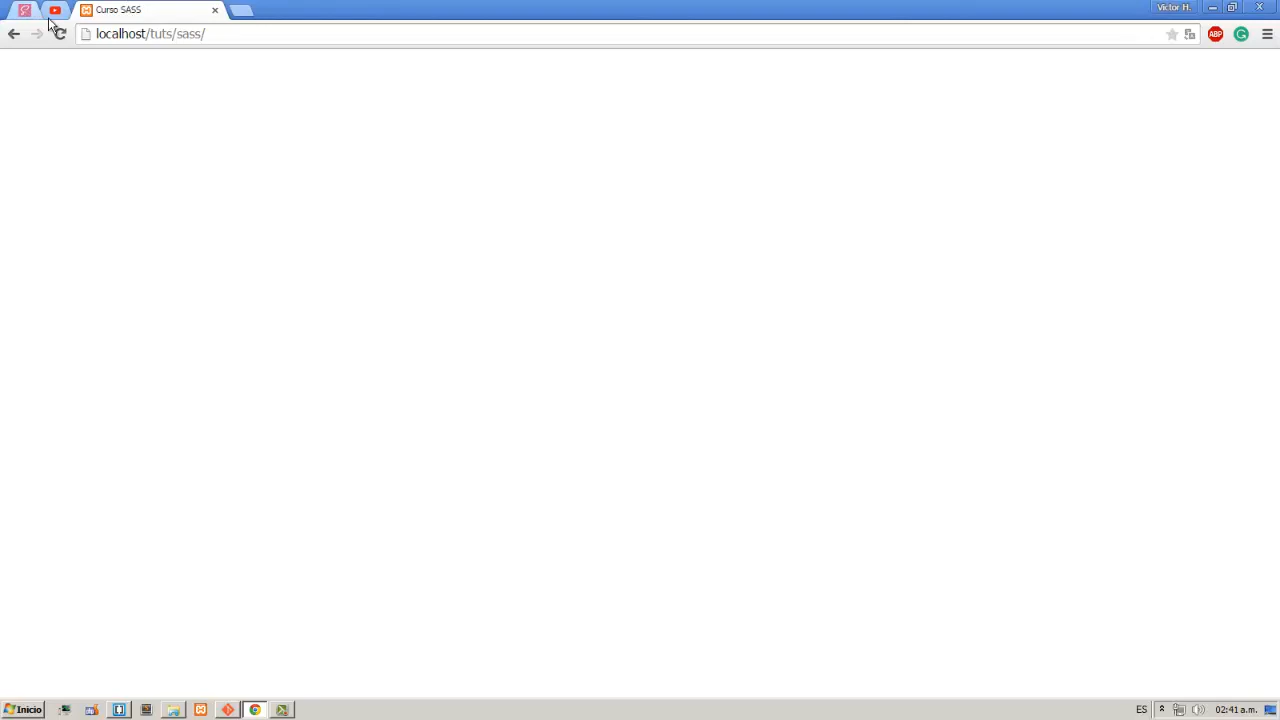 Curso SASS
Victor H.
localhost/tuts/sass/
ABP
Inicio
ES
02:41 a.m.